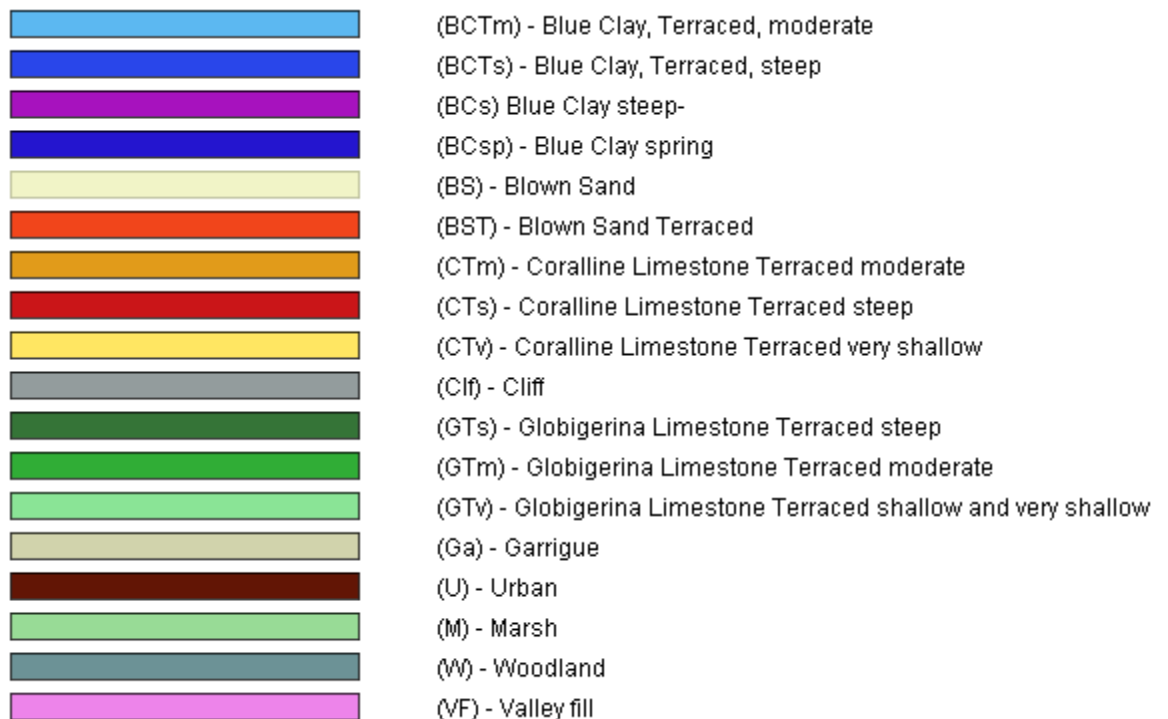 (BCTm) - Blue Clay, Terraced, moderate
(BCTs) - Blue Clay, Terraced, steep
(BCs) Blue Clay steep-
(BCsp) - Blue Clay spring
(BS) - Blown Sand
(BST) - Blown Sand Terraced
(CTm) - Coralline Limestone Terraced moderate
(CTs) - Coralline Limestone Terraced steep
(CTv) - Coralline Limestone Terraced very shallow
(Clf) - Cliff
(GTs) - Globigerina Limestone Terraced steep
(GTm) - Globigerina Limestone Terraced moderate
(GTv) - Globigerina Limestone Terraced shallow and very shallow
(Ga) - Garrigue
(U) - Urban
(M) - Marsh
(W) - Woodland
(VF) - Valley fill